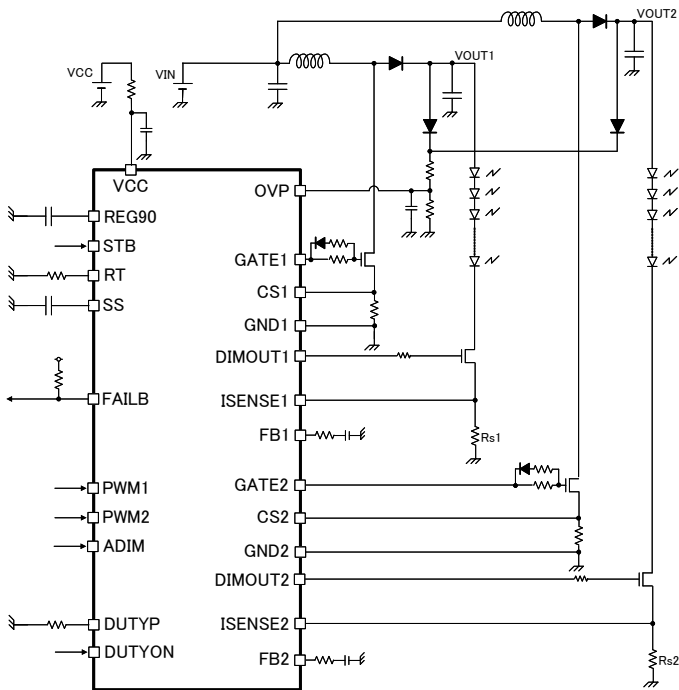 VOUT2
VOUT1
VCC
VIN
VCC
OVP
REG90
STB
GATE1
RT
CS1
SS
GND1
DIMOUT1
FAILB
ISENSE1
FB1
Rs1
PWM1
GATE2
PWM2
CS2
ADIM
GND2
DIMOUT2
DUTYP
ISENSE2
DUTYON
FB2
Rs2